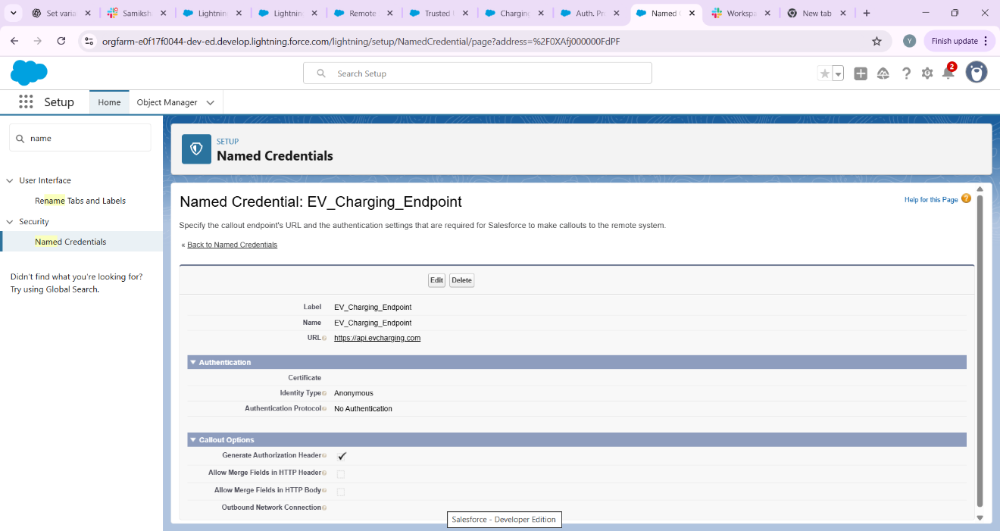 Set varia
Samiksh
Lightnin
Lightnin
Remote
Trusted
Chargin
Auth. Pr
Named C
Workspa
New tab
orgfarm-e0f17f0044-dev-ed.develop.lightning.force.com/lightning/setup/NamedCredential/page?address=%2F0XAfj000000FdPF
Y
Finish update
Search Setup
2
Setup
Home
Object Manager
name
User Interface
Rename Tabs and Labels
Security
Named Credentials
Didn't find what you're looking for?
Try using Global Search.
SETUP
Named Credentials
Named Credential: EV_Charging_Endpoint
Help for this Page
Specify the callout endpoint's URL and the authentication settings that are required for Salesforce to make callouts to the remote system.
« Back to Named Credentials
Edit Delete
Label EV_Charging_Endpoint
Name EV_Charging_Endpoint
URL https://api.evcharging.com
Authentication
Certificate
Identity Type Anonymous
Authentication Protocol No Authentication
Callout Options
Generate Authorization Header
Allow Merge Fields in HTTP Header
Allow Merge Fields in HTTP Body
Outbound Network Connection
Salesforce - Developer Edition